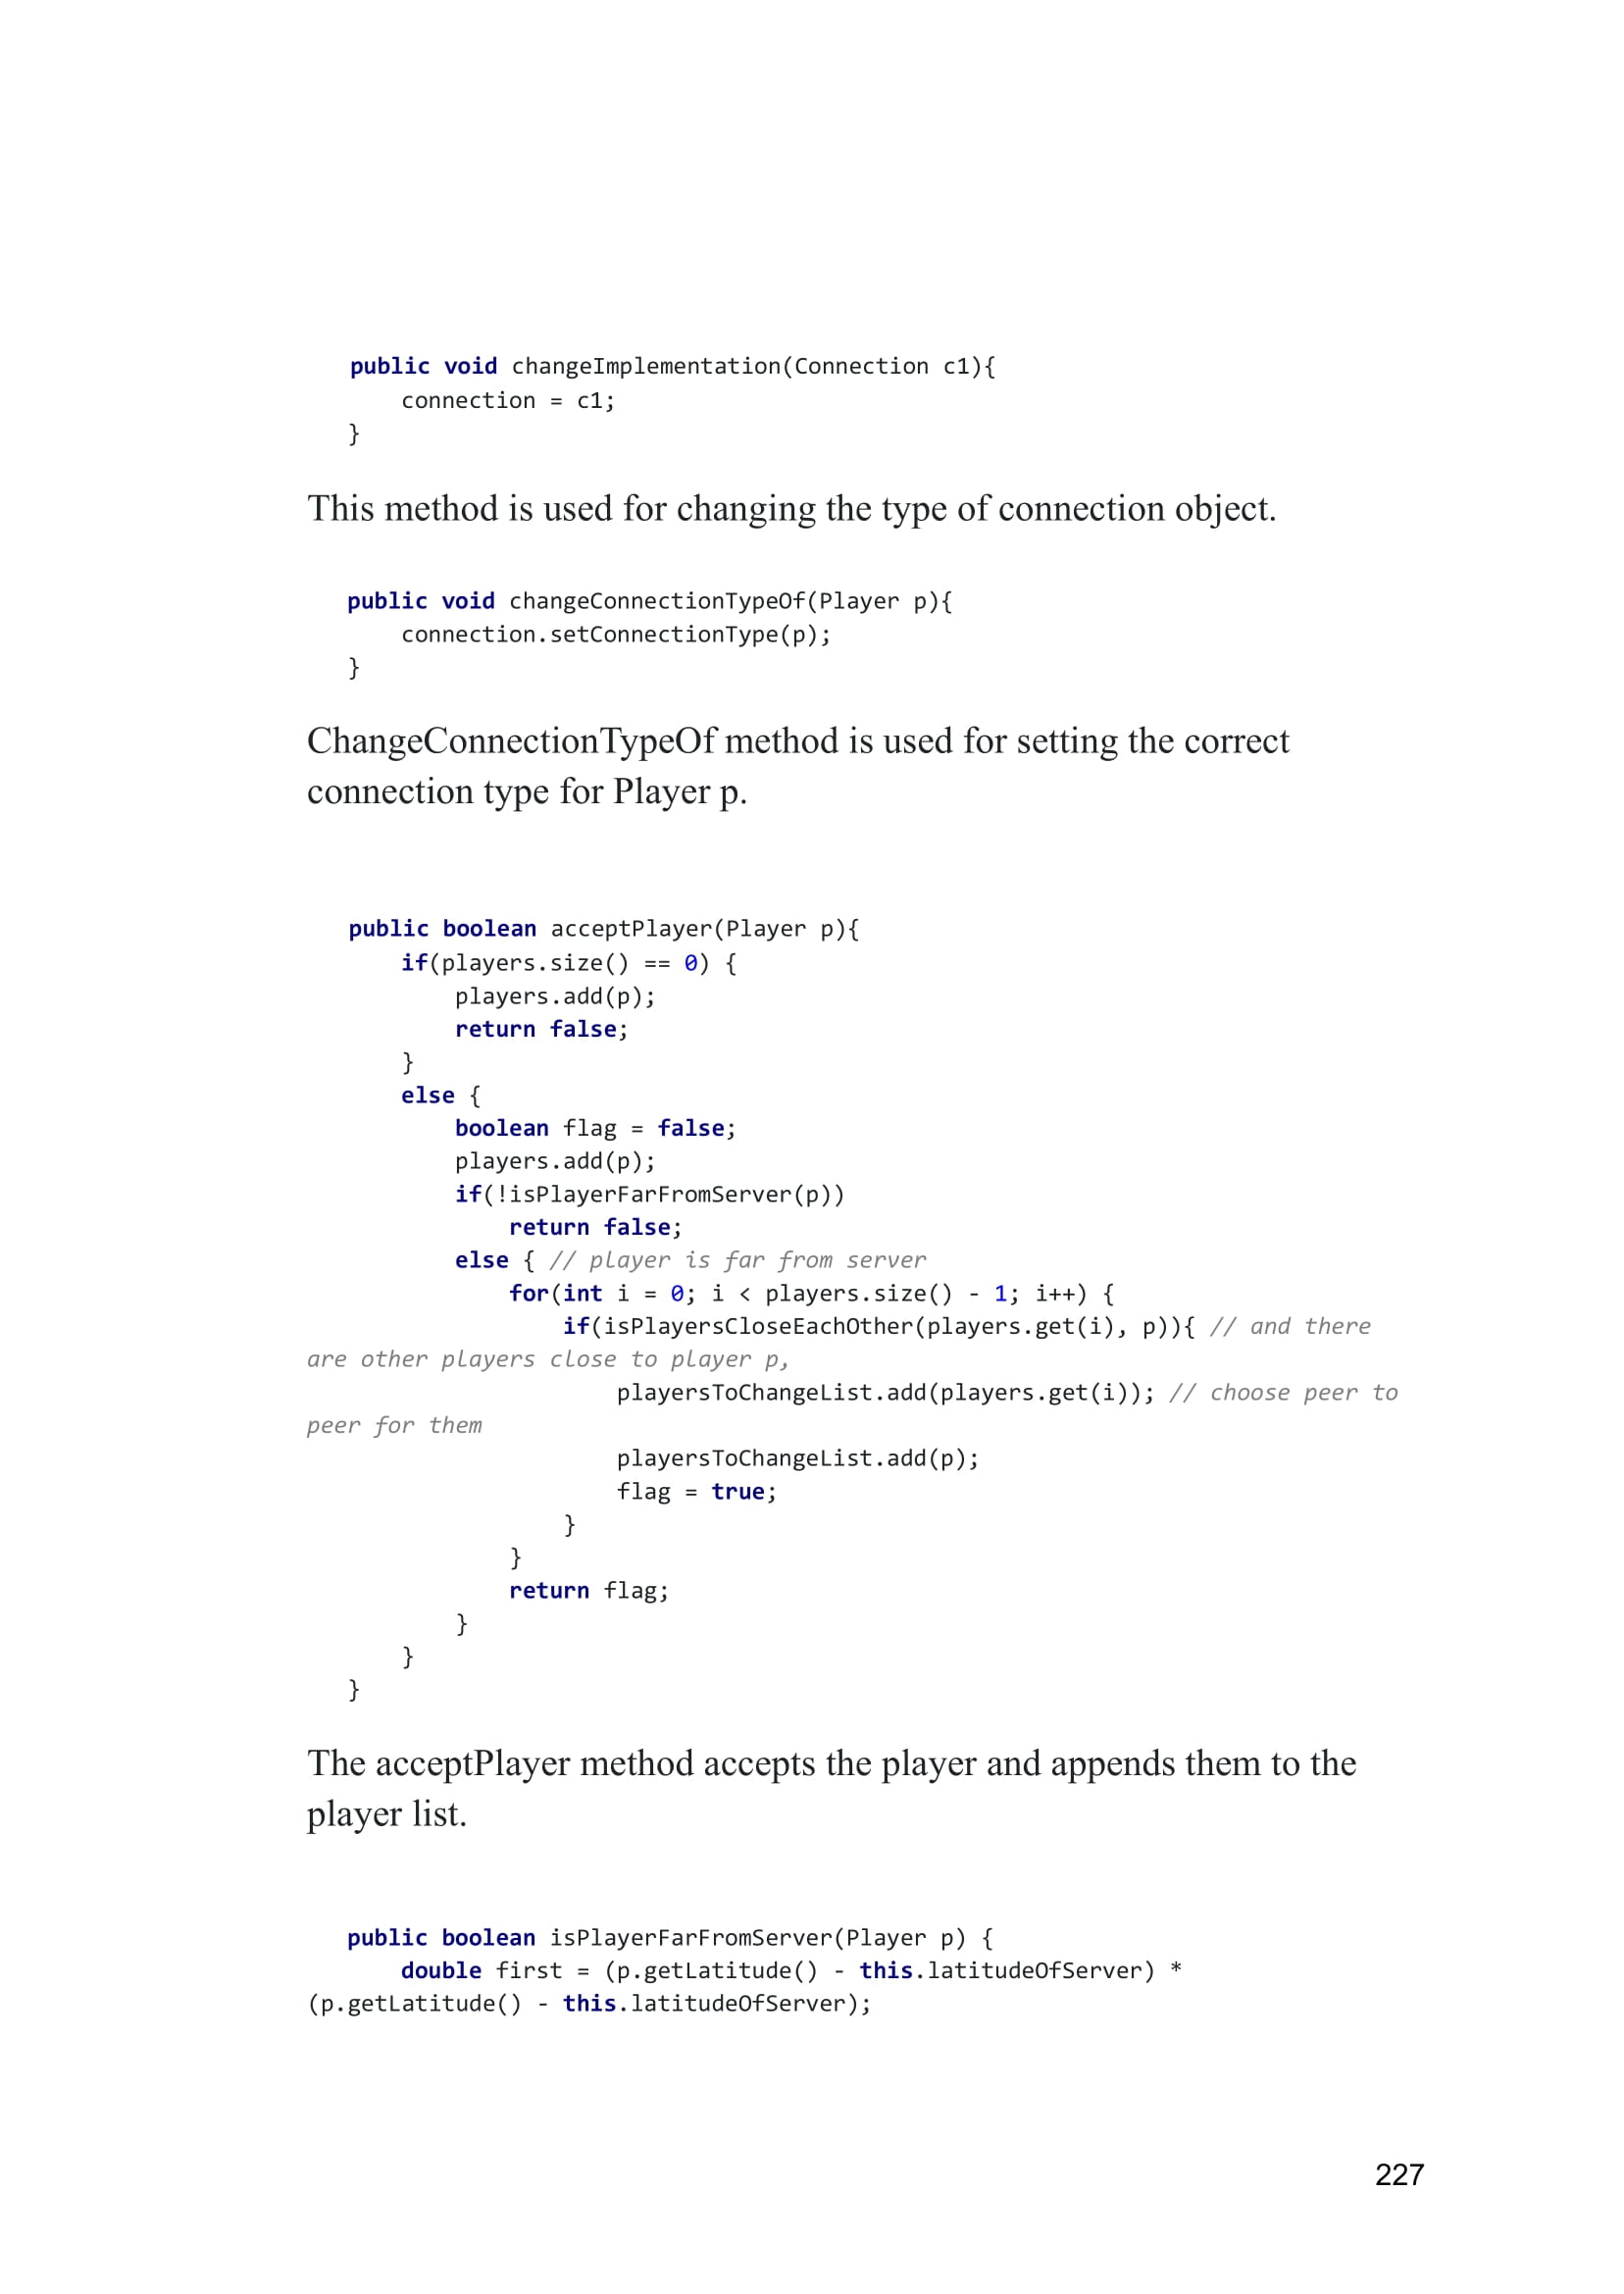 public void changeImplementation(Connection c1){
    connection = c1;
}
This method is used for changing the type of connection object.
public void changeConnectionTypeOf(Player p){
    connection.setConnectionType(p);
}
ChangeConnectionTypeOf method is used for setting the correct
connection type for Player p.
public boolean acceptPlayer(Player p){
    if(players.size() == 0) {
        players.add(p);
        return false;
    }
    else {
        boolean flag = false;
        players.add(p);
        if(!isPlayerFarFromServer(p))
            return false;
        else { // player is far from server
            for(int i = 0; i < players.size() - 1; i++) {
                if(isPlayersCloseEachOther(players.get(i), p)){ // and there
are other players close to player p,
                    playersToChangeList.add(players.get(i)); // choose peer to
peer for them
                    playersToChangeList.add(p);
                    flag = true;
                }
            }
            return flag;
        }
    }
}
The acceptPlayer method accepts the player and appends them to the
player list.
public boolean isPlayerFarFromServer(Player p) {
    double first = (p.getLatitude() - this.latitudeOfServer) *
(p.getLatitude() - this.latitudeOfServer);
227